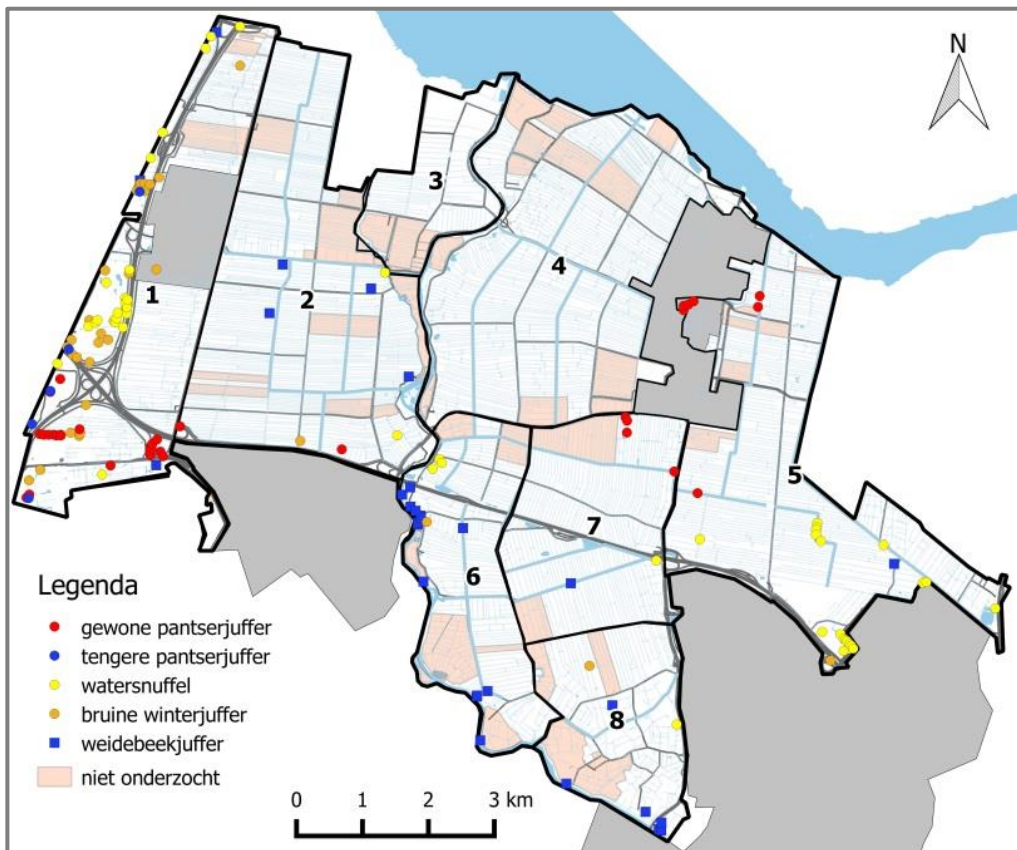 N
3
4
2
1
5
7
6
8
Legenda
gewone pantserjuffer
tengere pantserjuffer
watersnuffel
bruine winterjuffer
weidebeekjuffer
niet onderzocht
0 1 2 3 km